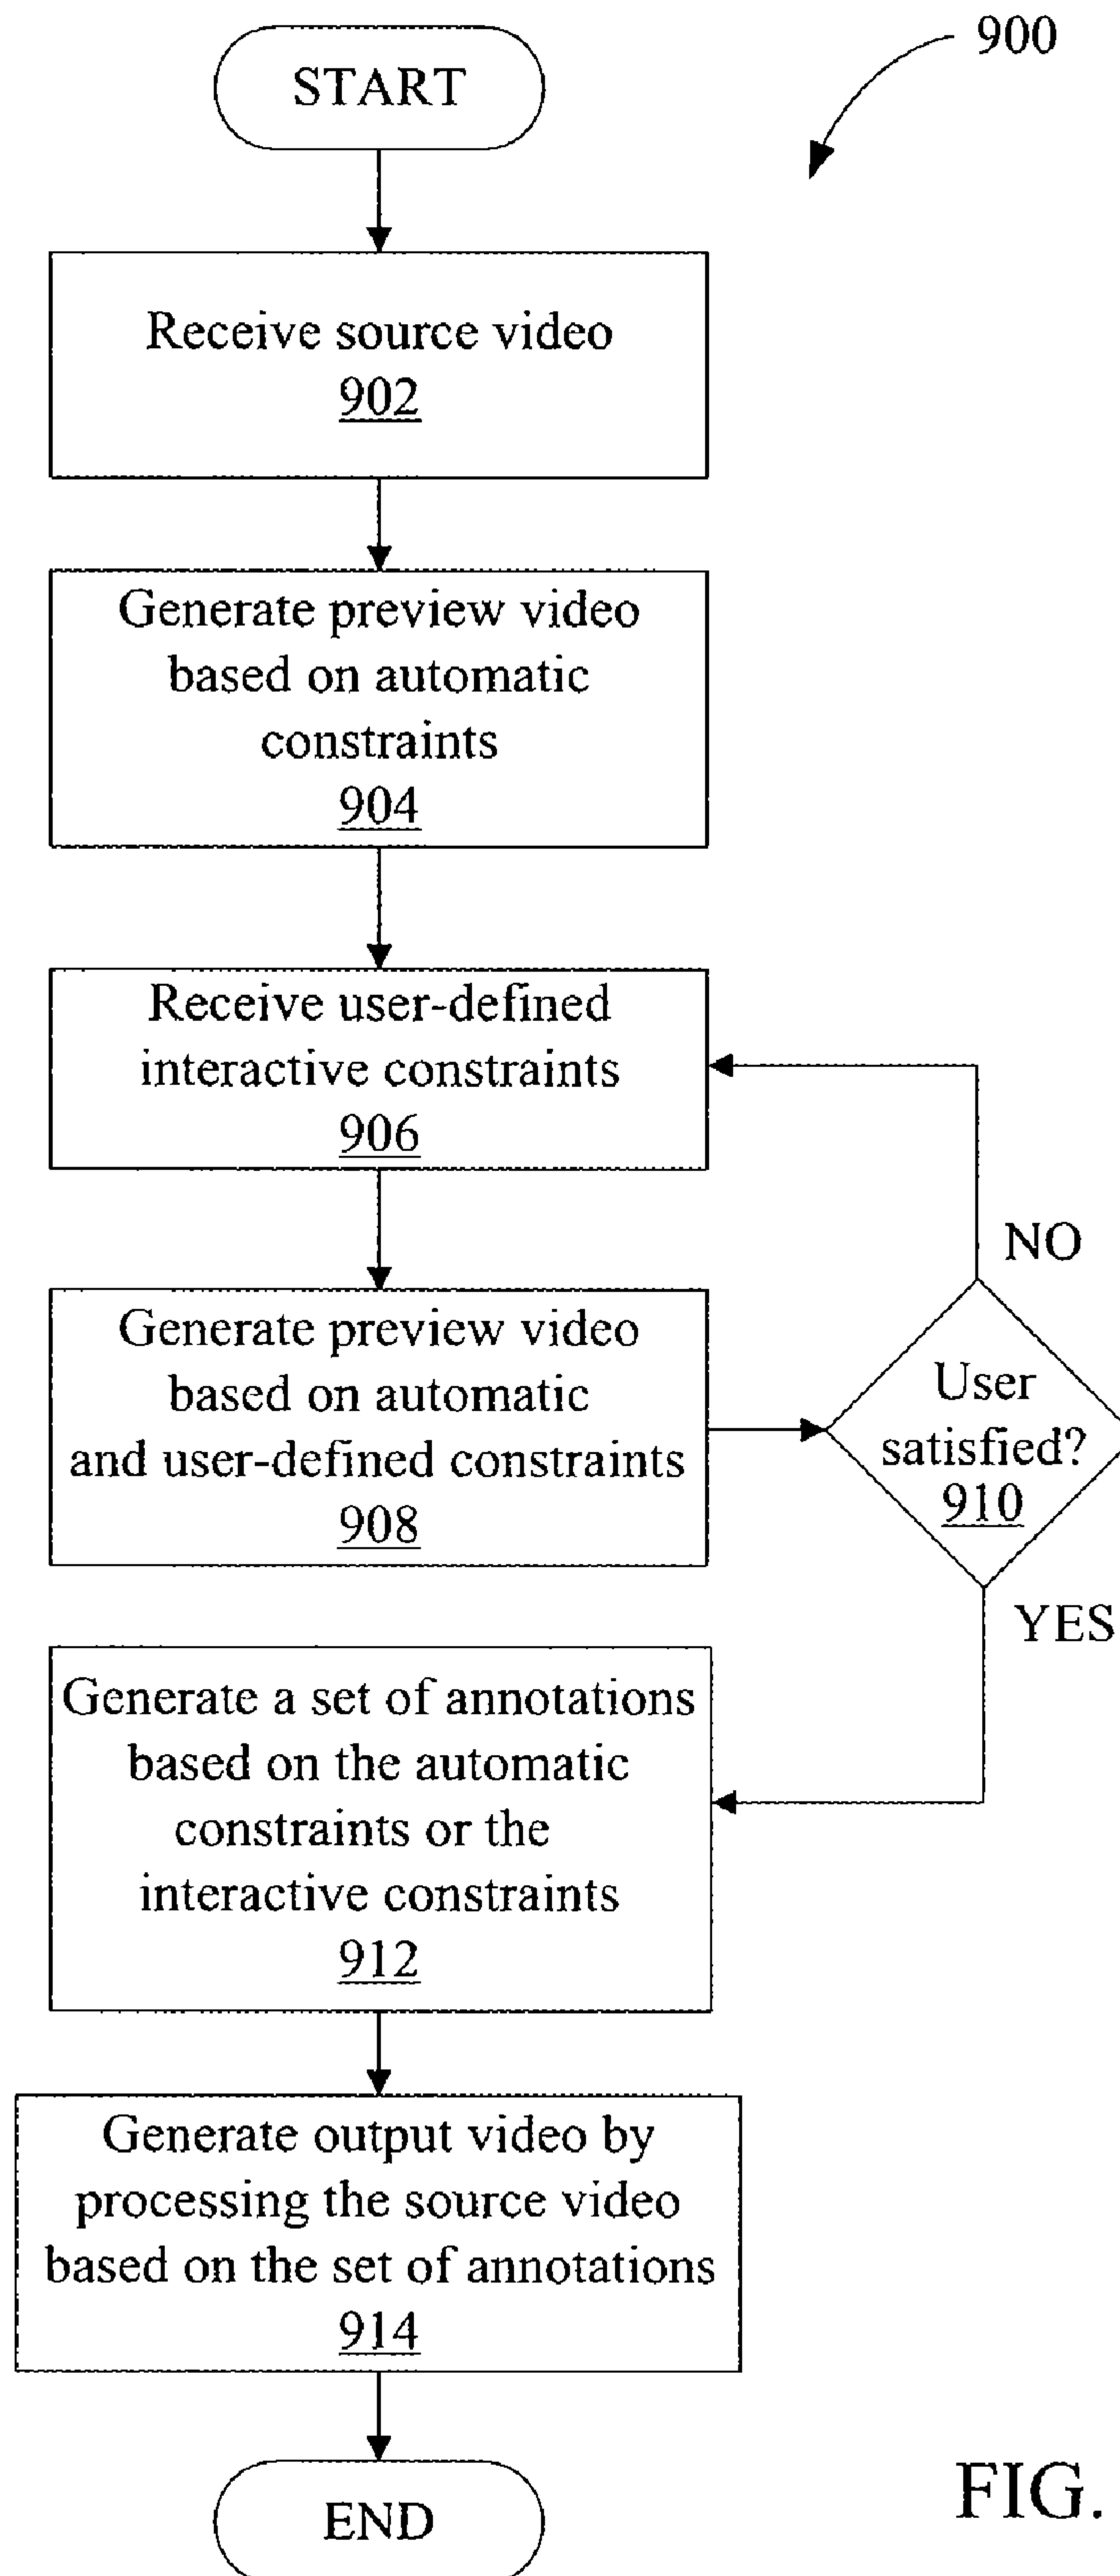 900
START
Receive source video
902
Generate preview video
based on automatic
constraints
904
Receive user-defined
interactive constraints
906
NO
Generate preview video
based on automatic
and user-defined constraints
908
User
satisfied?
910
YES
Generate a set of annotations
based on the automatic
constraints or the
interactive constraints
912
Generate output video by
processing the source video
based on the set of annotations
914
END
FIG.